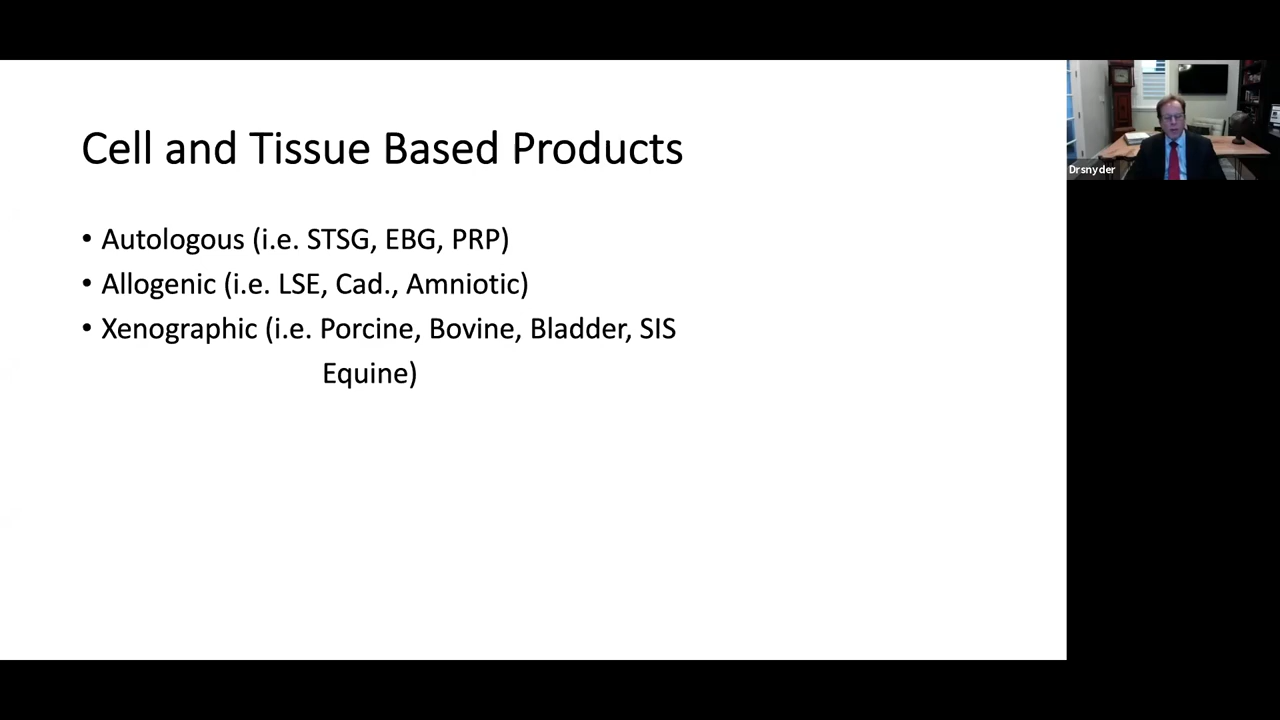 Cell and Tissue Based Products
• Autologous (i.e. STSG, EBG, PRP)
• Allogenic (i.e. LSE, Cad., Amniotic)
• Xenographic (i.e. Porcine, Bovine, Bladder, SIS
Equine)
Drsnyder